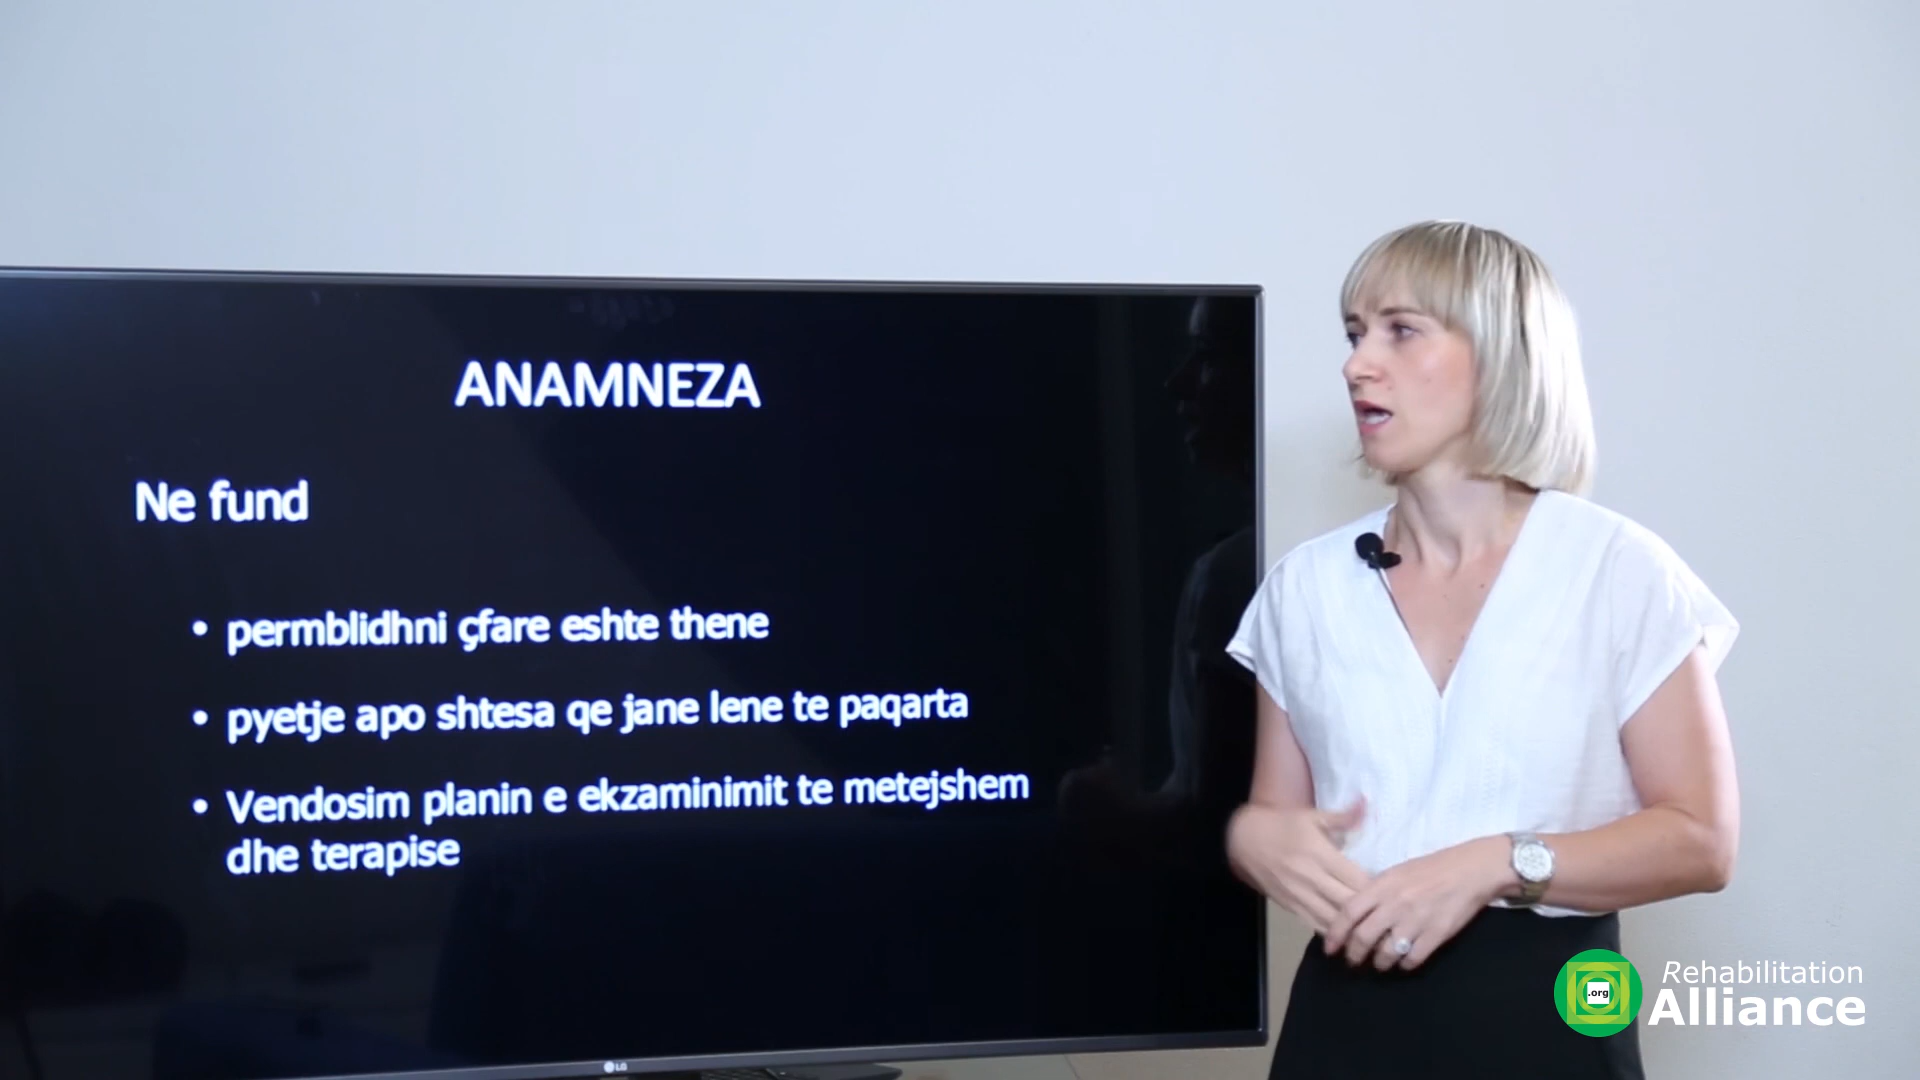 ANAMNEZA
Ne fund
• permblidhni çfare eshte thene
• pyetje apo shtesa qe jane lene te paqarta
• Vendosim planin e ekzaminimit te metejshem
dhe terapise
LG
.org
Rehabilitation
Alliance